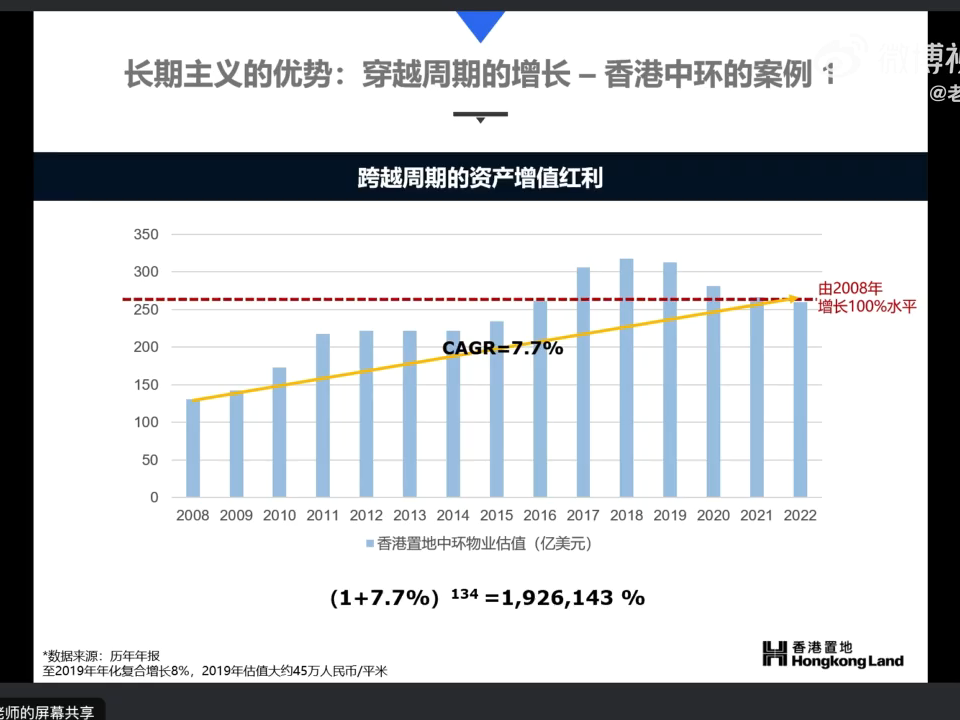 长期主义的优势：穿越周期的增长 – 香港中环的案例 1
微博视
@老
跨越周期的资产增值红利
350
300
250
200
150
100
50
0
由2008年
增长100%水平
CAGR=7.7%
2008 2009 2010 2011 2012 2013 2014 2015 2016 2017 2018 2019 2020 2021 2022
香港置地中环物业估值（亿美元）
（1+7.7%）134 =1,926,143 %
*数据来源：历年年报
至2019年年化复合增长8%，2019年估值大约45万人民币/平米
香港置地
Hongkong Land
老师的屏幕共享